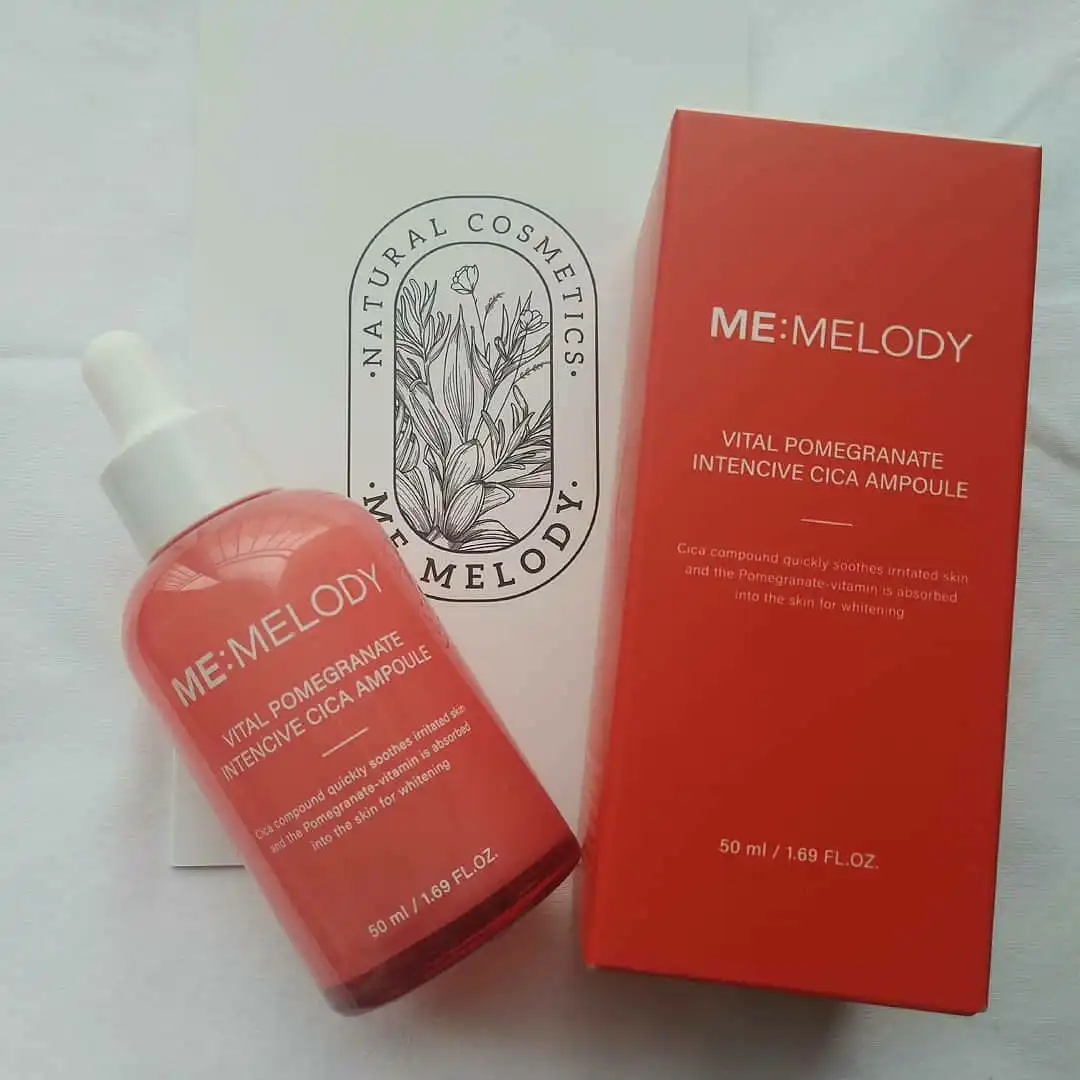 ·NATURAL COSMETICS·
·ME MELODY·
ME:MELODY
VITAL POMEGRANATE
INTENCIVE CICA AMPOULE
Cica compound quickly soothes irritated skin
and the Pomegranate-vitamin is absorbed
into the skin for whitening
50 ml / 1.69 FL.OZ.
ME:MELODY
VITAL POMEGRANATE
INTENCIVE CICA AMPOULE
Cica compound quickly soothes irritated skin
and the Pomegranate-vitamin is absorbed
into the skin for whitening
50 ml / 1.69 FL.OZ.